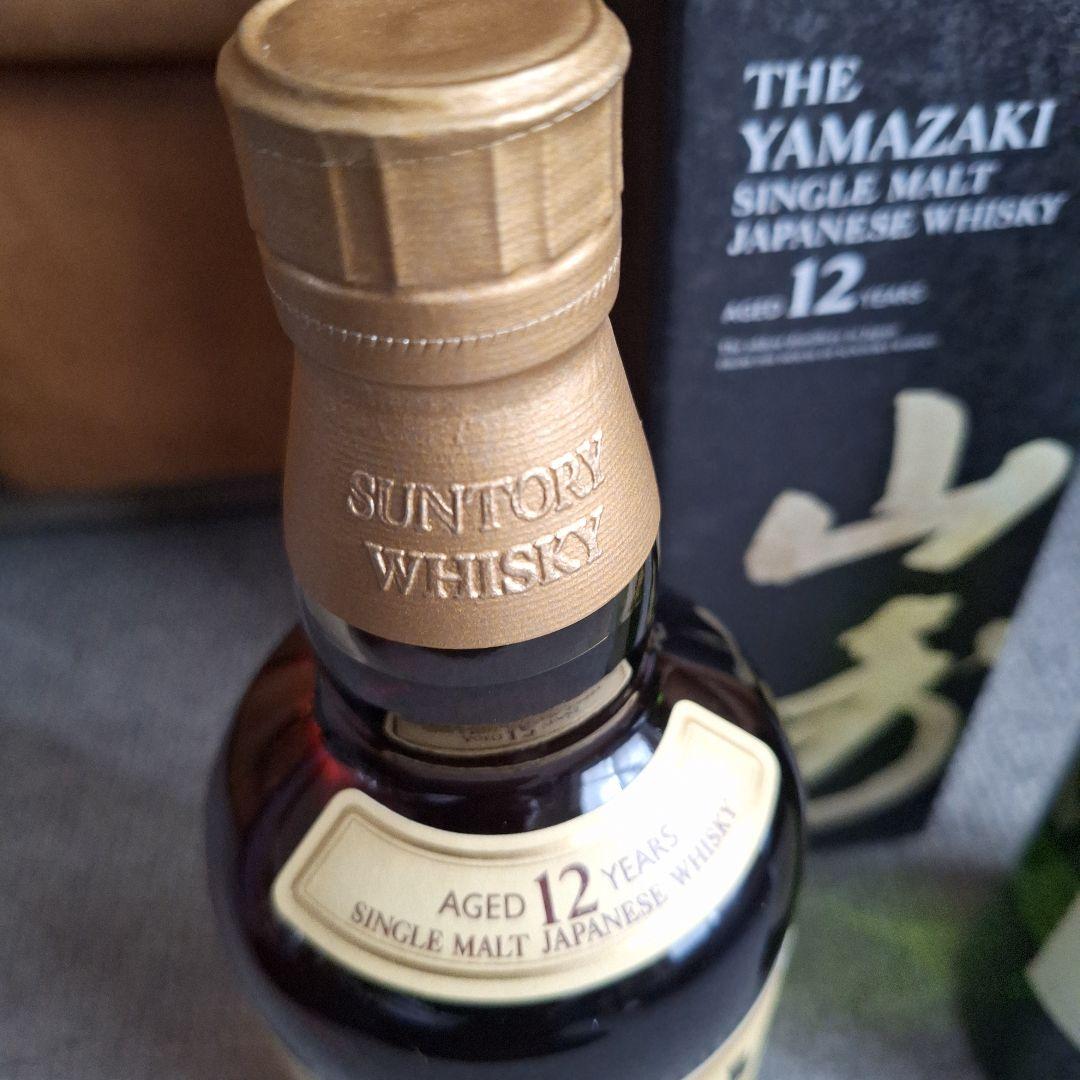 THE
YAMAZAKI
SINGLE MALT
JAPANESE WHISKY
AGED 12 YEARS
山崎
SUNTORY
WHISKY
AGED 12 YEARS
SINGLE MALT JAPANESE WHISKY